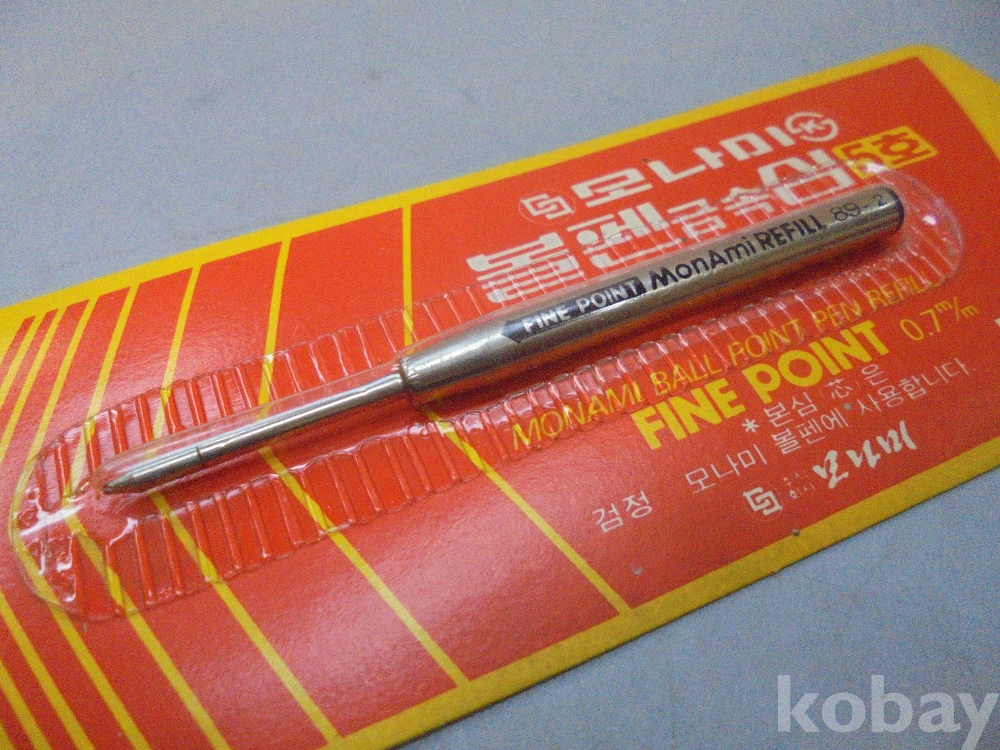 모나미 K
볼펜금속심 5호
FINE POINT MonAmi REFILL 89-2
MONAMI BALL POINT PEN REFILL
FINE POINT 0.7m/m
* 본심 芯 은
모나미 볼펜에 사용합니다.
검정
모나미
kobay